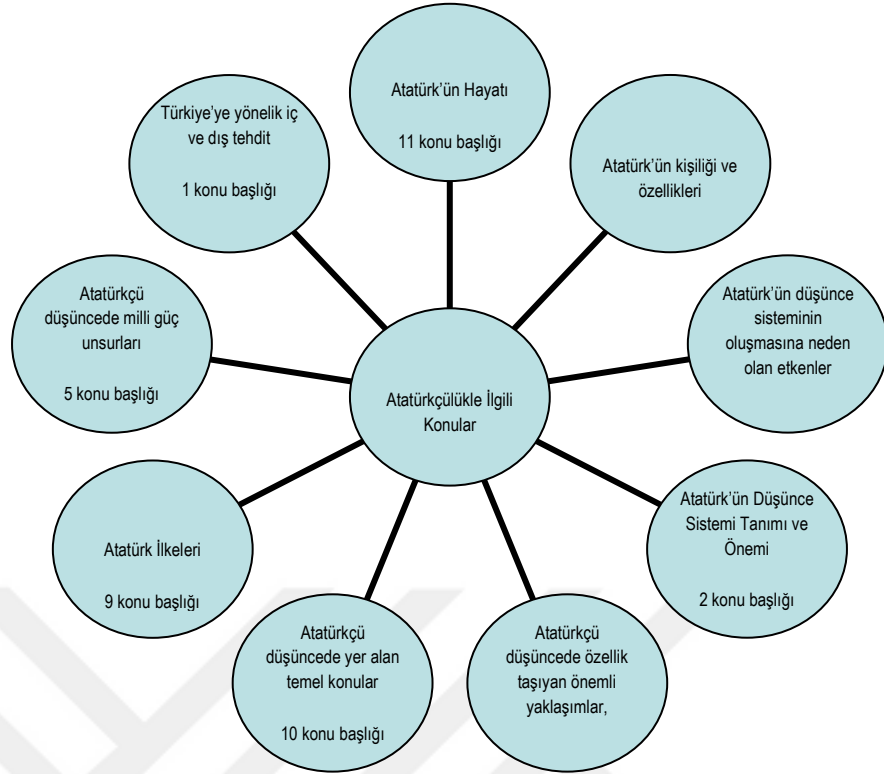 Atatürk'ün Hayatı
11 konu başlığı
Atatürk'ün kişiliği ve
özellikleri
Atatürk'ün düşünce
sisteminin
oluşmasına neden
olan etkenler
Atatürk'ün Düşünce
Sistemi Tanımı ve
Önemi
2 konu başlığı
Atatürkçü
düşüncede özellik
taşıyan önemli
yaklaşımlar,
Atatürkçü
düşüncede yer alan
temel konular
10 konu başlığı
Atatürk İlkeleri
9 konu başlığı
Atatürkçü
düşüncede milli güç
unsurları
5 konu başlığı
Türkiye'ye yönelik iç
ve dış tehdit
1 konu başlığı
Atatürkçülükle İlgili
Konular